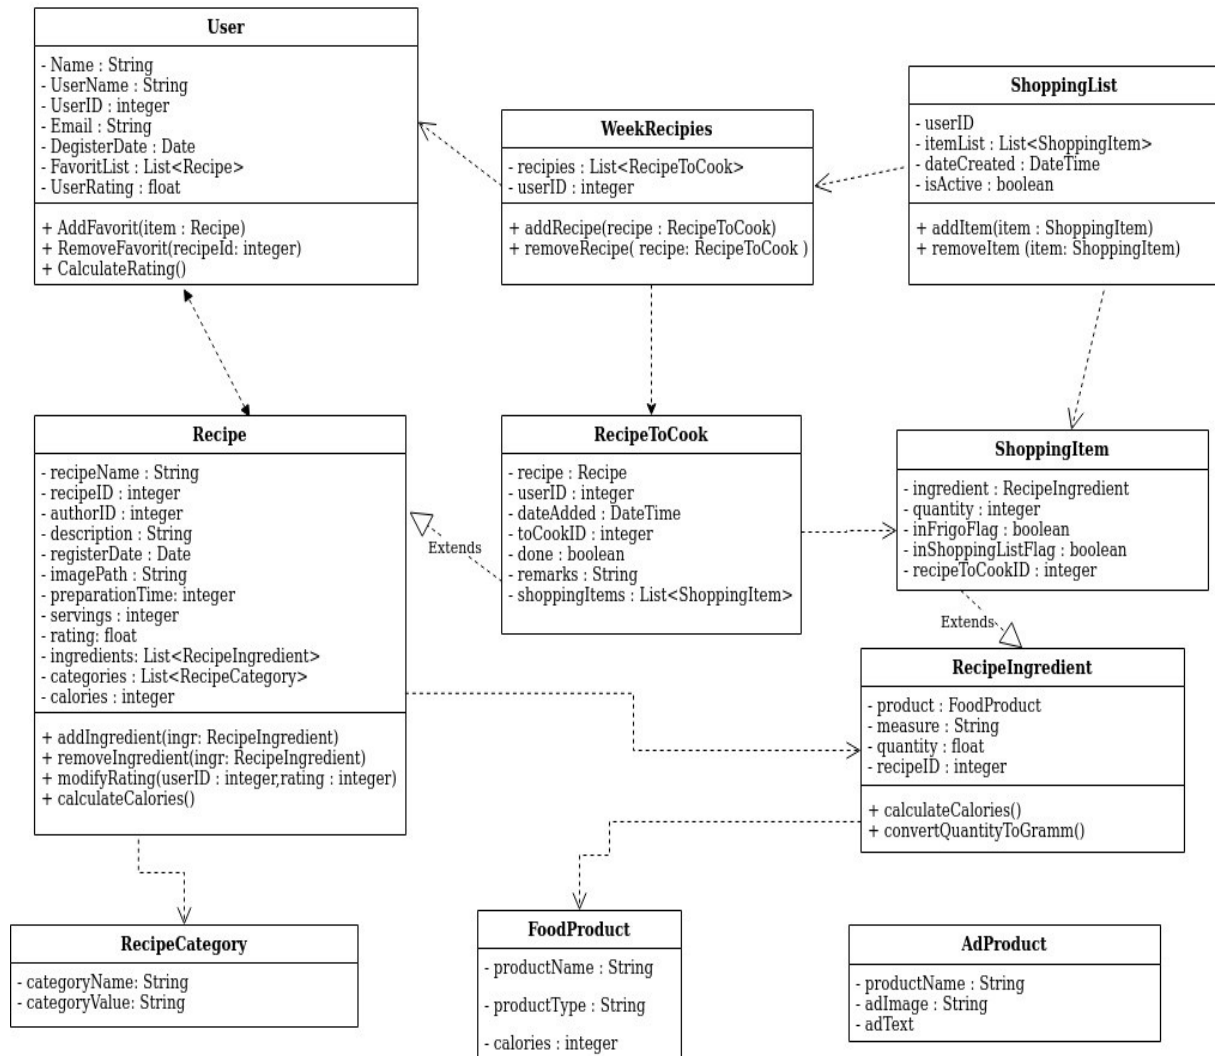 User
- Name : String
- UserName : String
- UserID : integer
- Email : String
- DegisterDate : Date
- FavoritList : List<Recipe>
- UserRating : float
+ AddFavorit(item : Recipe)
+ RemoveFavorit(recipeId: integer)
+ CalculateRating()
WeekRecipies
- recipies : List<RecipeToCook>
- userID : integer
+ addRecipe(recipe : RecipeToCook)
+ removeRecipe( recipe: RecipeToCook )
ShoppingList
- userID
- itemList : List<ShoppingItem>
- dateCreated : DateTime
- isActive : boolean
+ addItem(item : ShoppingItem)
+ removeItem (item: ShoppingItem)
Recipe
- recipeName : String
- recipeID : integer
- authorID : integer
- description : String
- registerDate : Date
- imagePath : String
- preparationTime: integer
- servings : integer
- rating: float
- ingredients: List<RecipeIngredient>
- categories : List<RecipeCategory>
- calories : integer
+ addIngredient(ingr: RecipeIngredient)
+ removeIngredient(ingr: RecipeIngredient)
+ modifyRating(userID : integer,rating : integer)
+ calculateCalories()
Extends
RecipeToCook
- recipe : Recipe
- userID : integer
- dateAdded : DateTime
- toCookID : integer
- done : boolean
- remarks : String
- shoppingItems : List<ShoppingItem>
ShoppingItem
- ingredient : RecipeIngredient
- quantity : integer
- inFrigoFlag : boolean
- inShoppingListFlag : boolean
- recipeToCookID : integer
Extends
RecipeIngredient
- product : FoodProduct
- measure : String
- quantity : float
- recipeID : integer
+ calculateCalories()
+ convertQuantityToGramm()
RecipeCategory
- categoryName: String
- categoryValue: String
FoodProduct
- productName : String
- productType : String
- calories : integer
AdProduct
- productName : String
- adImage : String
- adText